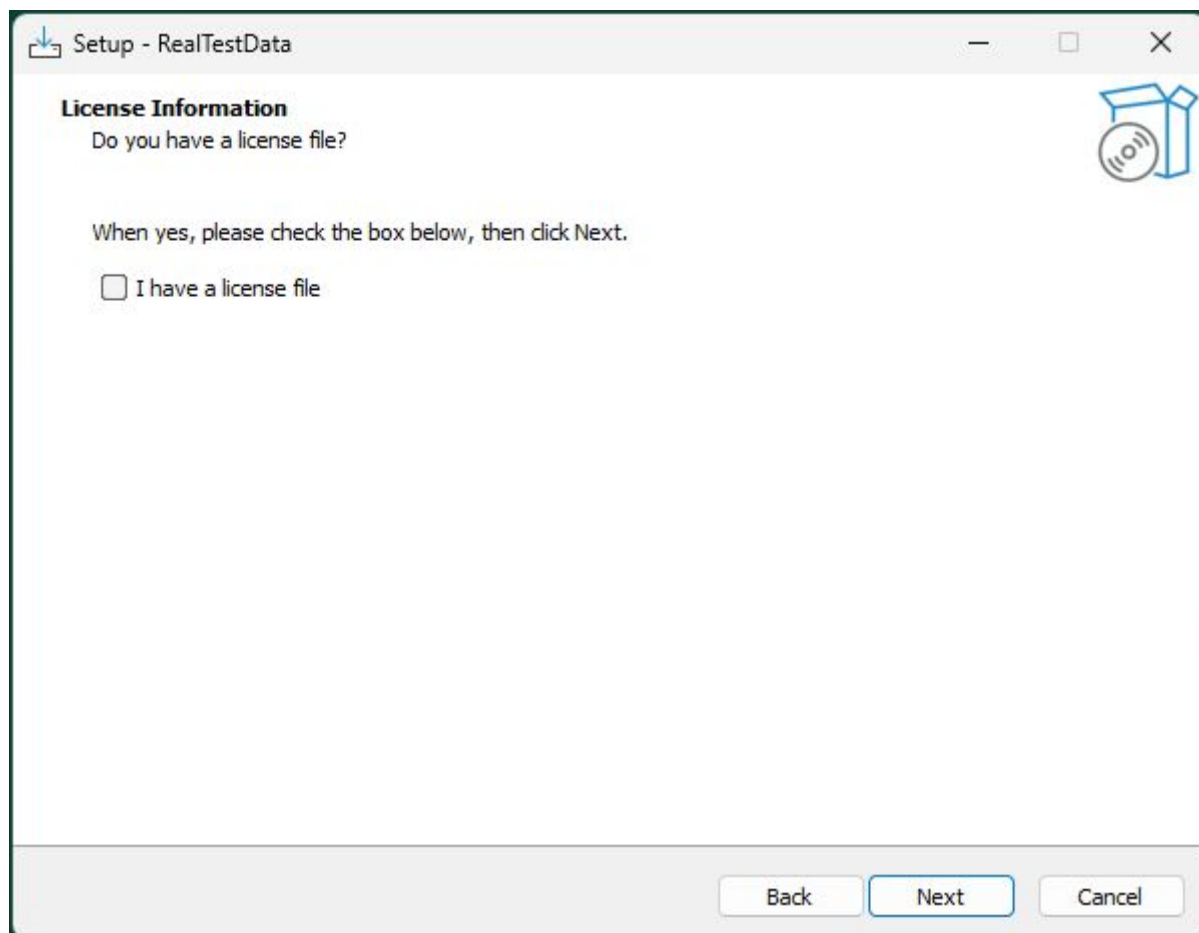 Setup - RealTestData
License Information
Do you have a license file?
When yes, please check the box below, then click Next.
I have a license file
Back Next Cancel